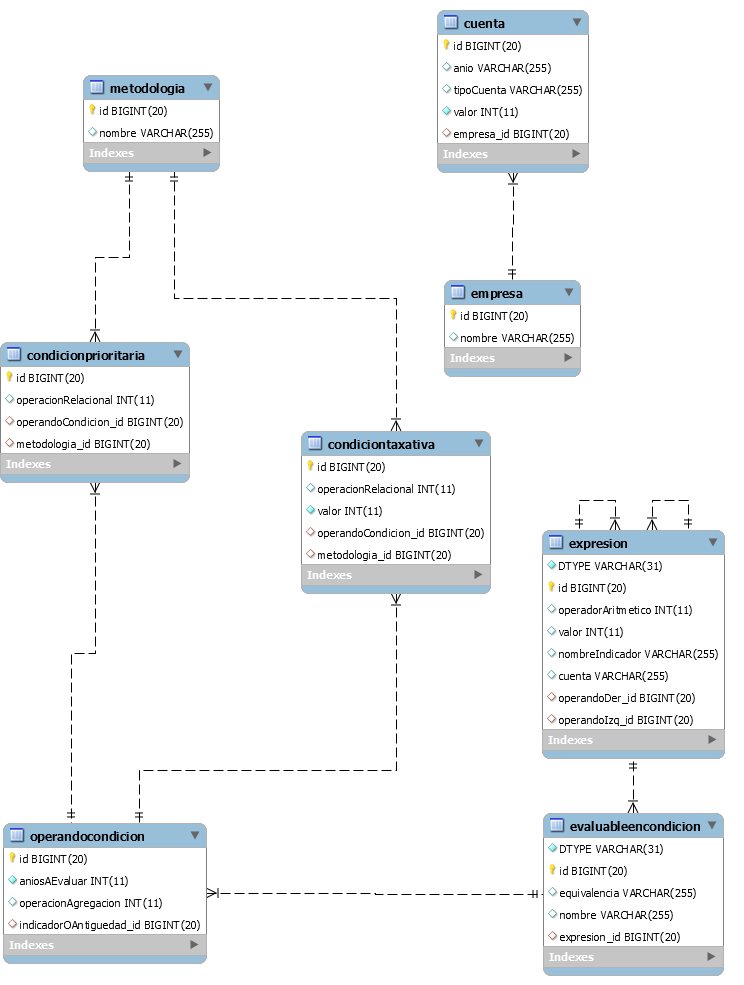 cuenta
id BIGINT(20)
anio VARCHAR(255)
tipoCuenta VARCHAR(255)
valor INT(11)
empresa_id BIGINT(20)
Indexes
metodologia
id BIGINT(20)
nombre VARCHAR(255)
Indexes
empresa
id BIGINT(20)
nombre VARCHAR(255)
Indexes
condicionprioritaria
id BIGINT(20)
operacionRelacional INT(11)
operandoCondicion_id BIGINT(20)
metodologia_id BIGINT(20)
Indexes
condiciontaxativa
id BIGINT(20)
operacionRelacional INT(11)
valor INT(11)
operandoCondicion_id BIGINT(20)
metodologia_id BIGINT(20)
Indexes
expresion
DTYPE VARCHAR(31)
id BIGINT(20)
operadorAritmetico INT(11)
valor INT(11)
nombreIndicador VARCHAR(255)
cuenta VARCHAR(255)
operandoDer_id BIGINT(20)
operandoIzq_id BIGINT(20)
Indexes
operandocondicion
id BIGINT(20)
aniosAEvaluar INT(11)
operacionAgregacion INT(11)
indicadorOAntiguedad_id BIGINT(20)
Indexes
evaluableencondicion
DTYPE VARCHAR(31)
id BIGINT(20)
equivalencia VARCHAR(255)
nombre VARCHAR(255)
expresion_id BIGINT(20)
Indexes